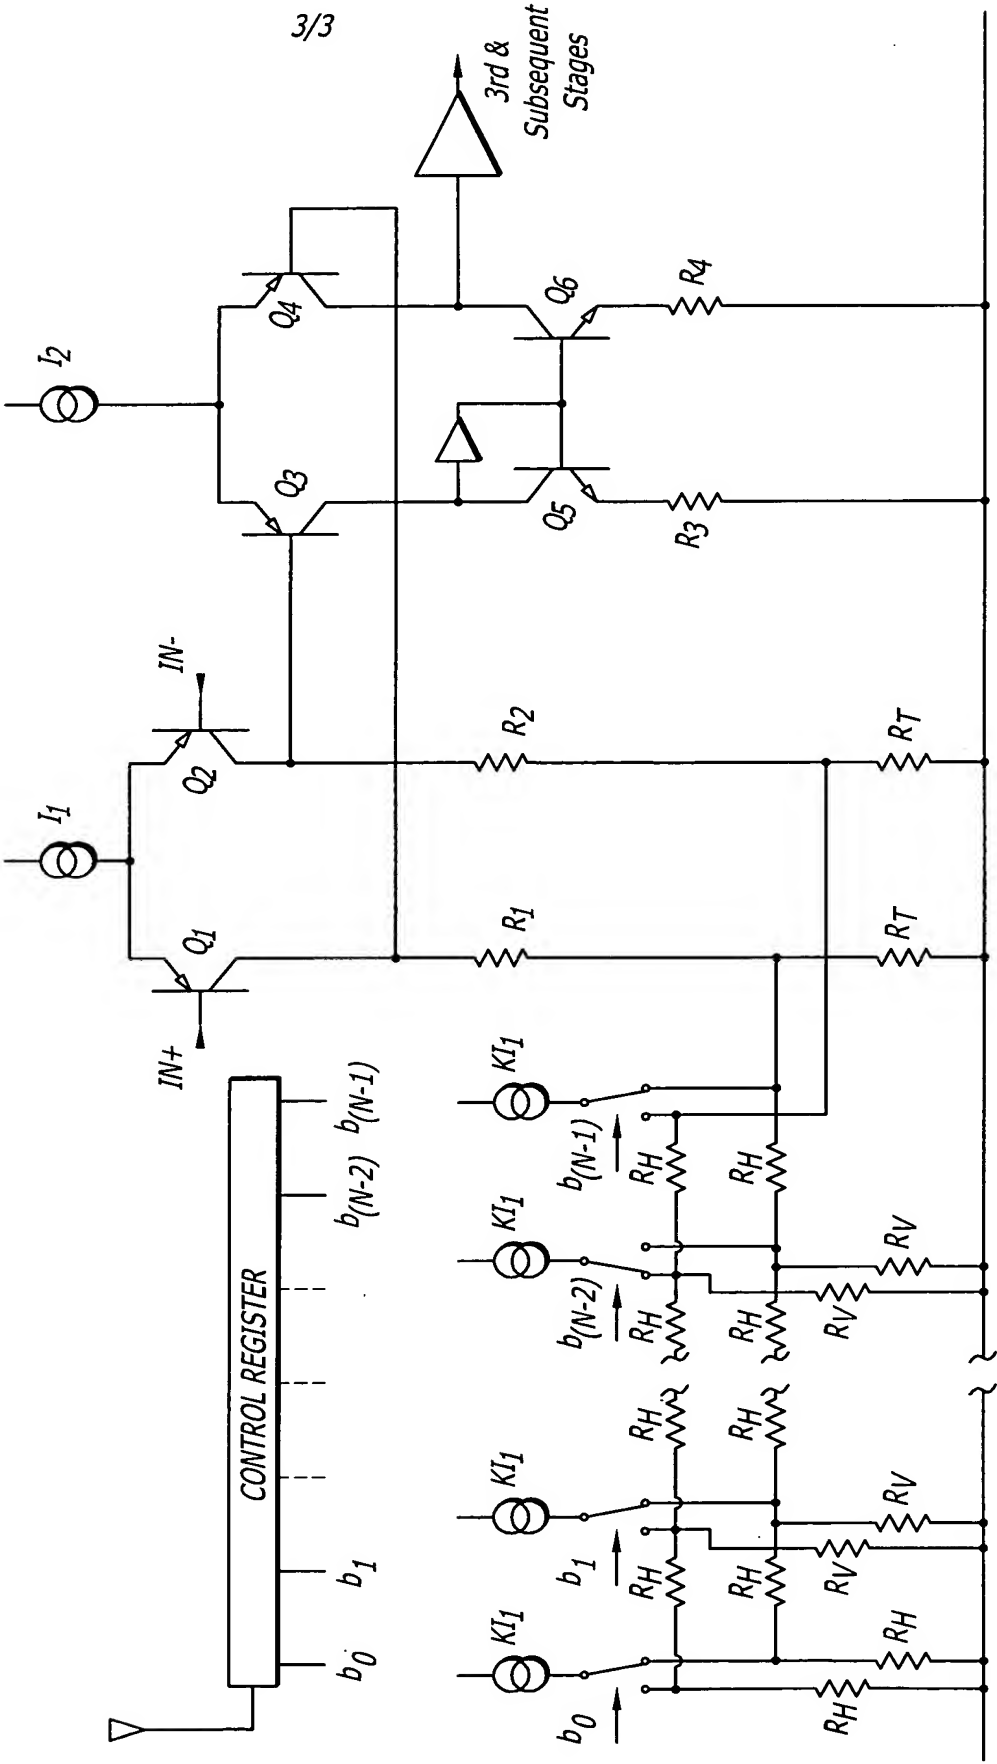 3/3
I1
I2
IN+
Q1
Q2
IN-
Q3
Q4
3rd &
Subsequent
Stages
CONTROL REGISTER
b0
b1
b(N-2)
b(N-1)
KI1
KI1
KI1
KI1
b0
b1
b(N-2)
b(N-1)
R1
R2
Q5
Q6
R3
R4
RH
RH
RH
RH
RH
RH
RH
RH
RH
RH
RV
RV
RV
RV
RT
RT